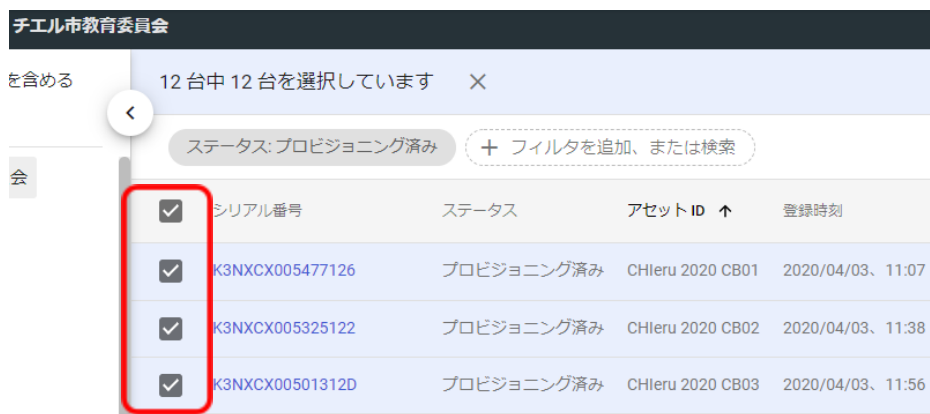 チエル市教育委員会
を含める
12 台中 12 台を選択しています
ステータス: プロビジョニング済み
フィルタを追加、または検索
会
シリアル番号 ステータス アセット ID 登録時刻
K3NXCX005477126 プロビジョニング済み CHIeru 2020 CB01 2020/04/03、11:07
K3NXCX005325122 プロビジョニング済み CHIeru 2020 CB02 2020/04/03、11:38
K3NXCX00501312D プロビジョニング済み CHIeru 2020 CB03 2020/04/03、11:56